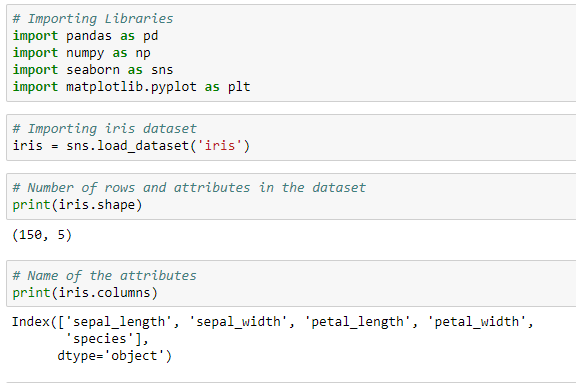 # Importing Libraries
import pandas as pd
import numpy as np
import seaborn as sns
import matplotlib.pyplot as plt
# Importing iris dataset
iris = sns.load_dataset('iris')
# Number of rows and attributes in the dataset
print(iris.shape)
(150, 5)
# Name of the attributes
print(iris.columns)
Index(['sepal_length', 'sepal_width', 'petal_length', 'petal_width',
       'species'],
      dtype='object')